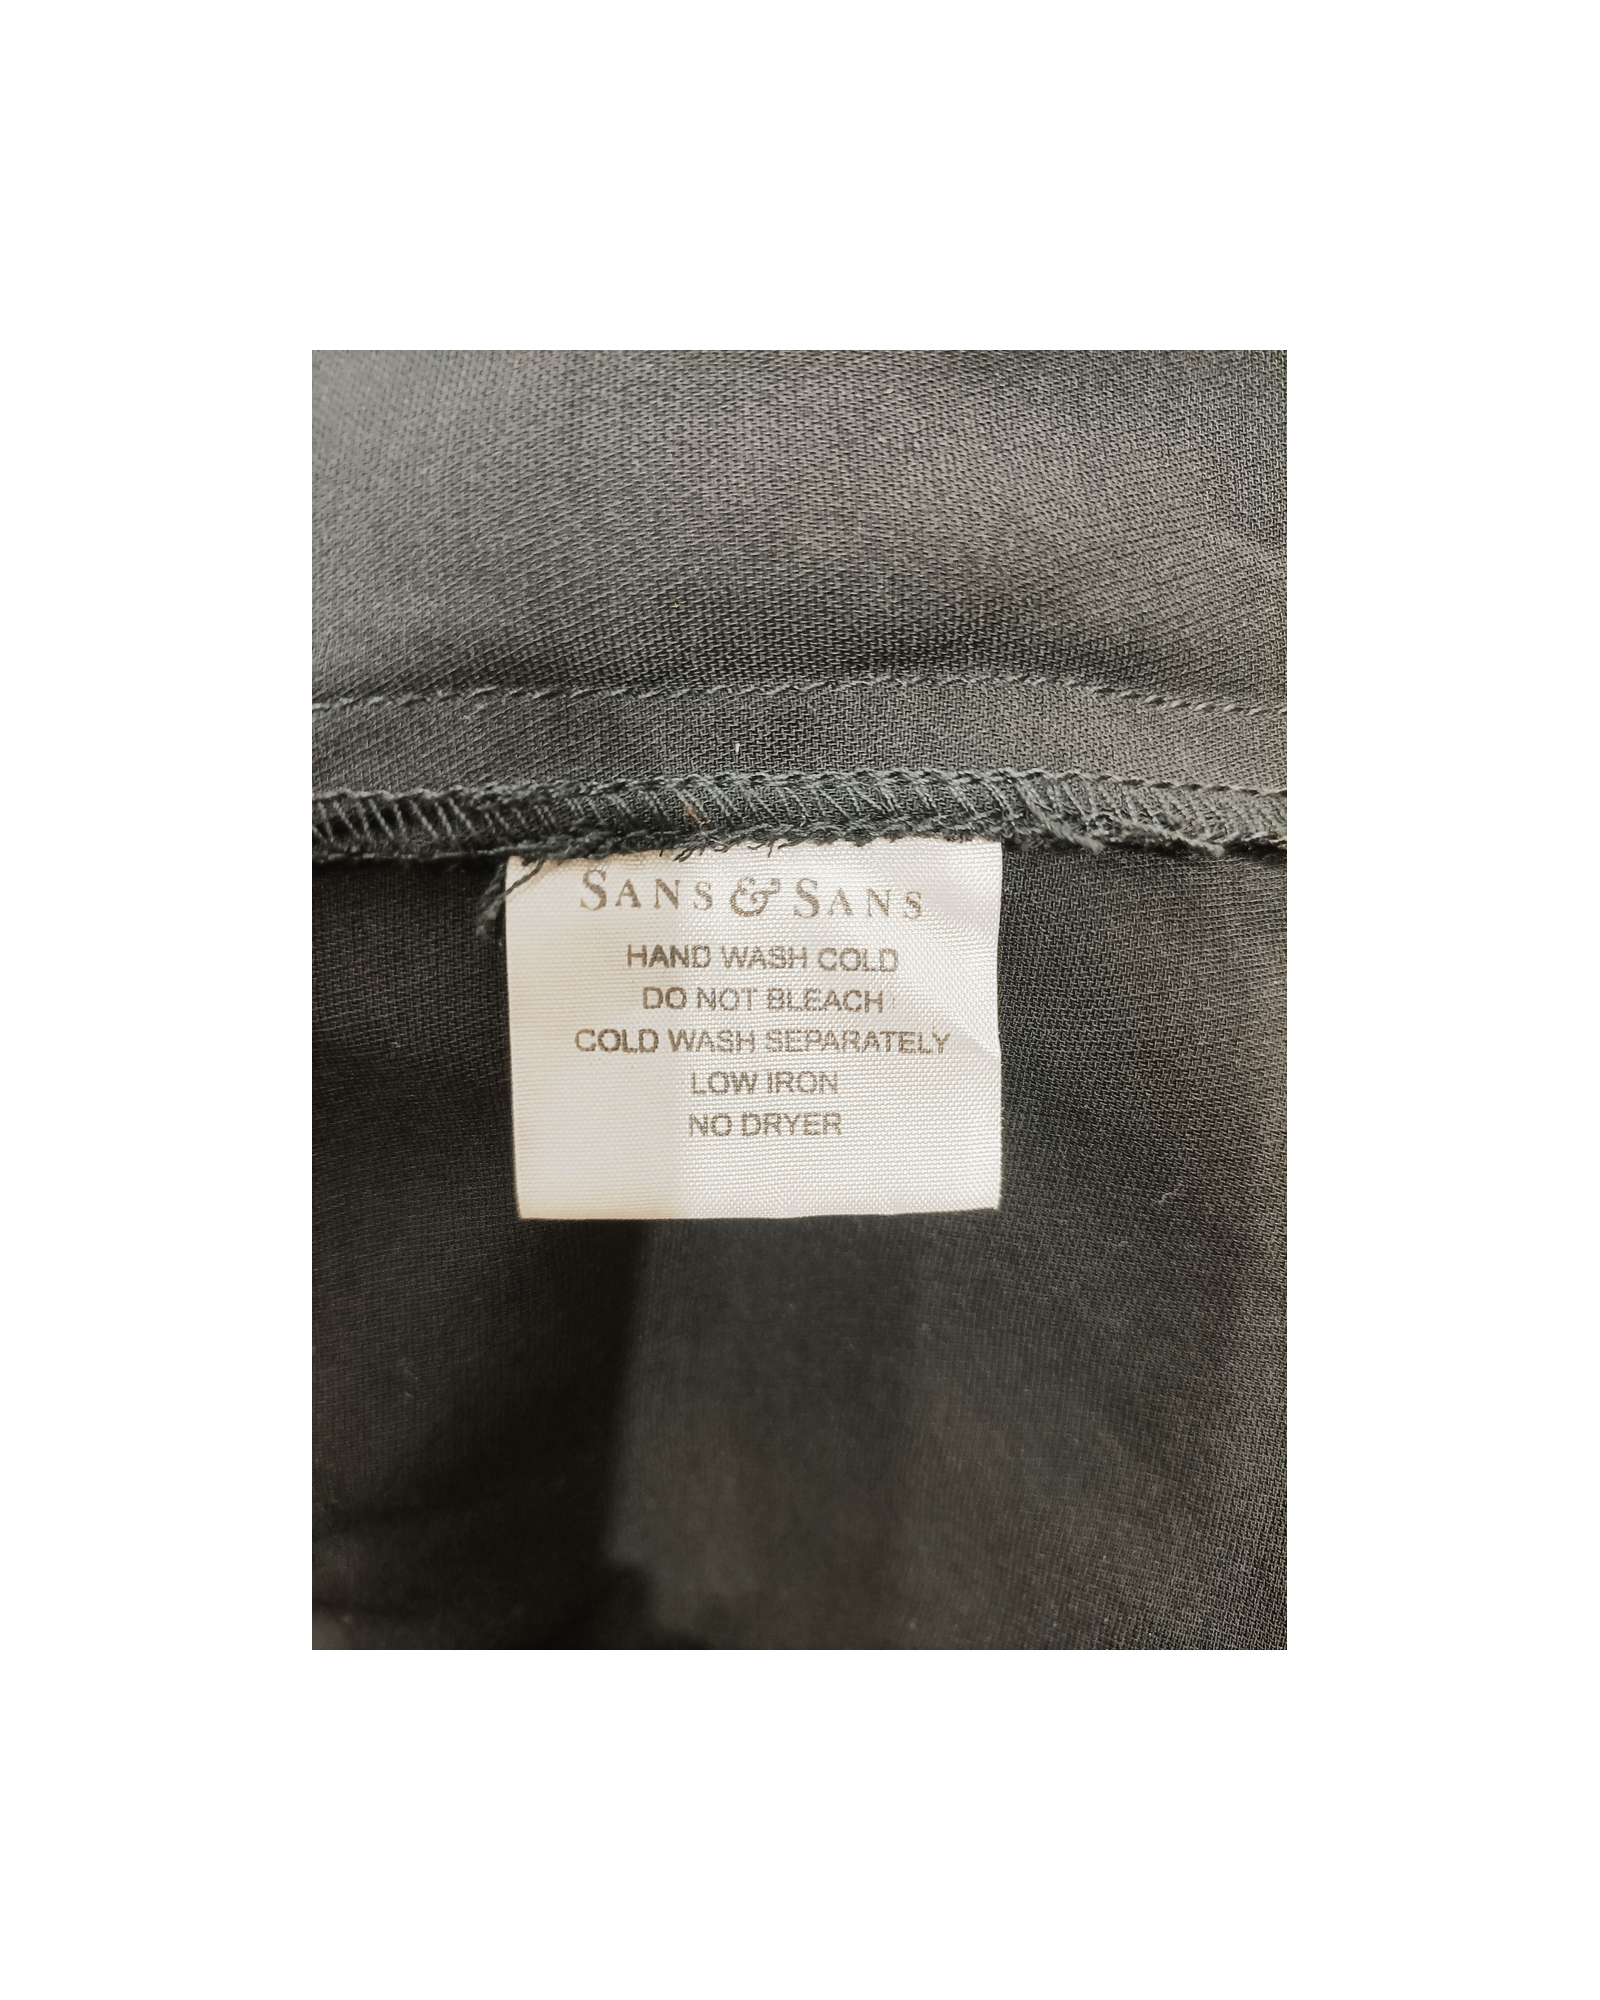 SANS & SANS
HAND WASH COLD
DO NOT BLEACH
COLD WASH SEPARATELY
LOW IRON
NO DRYER